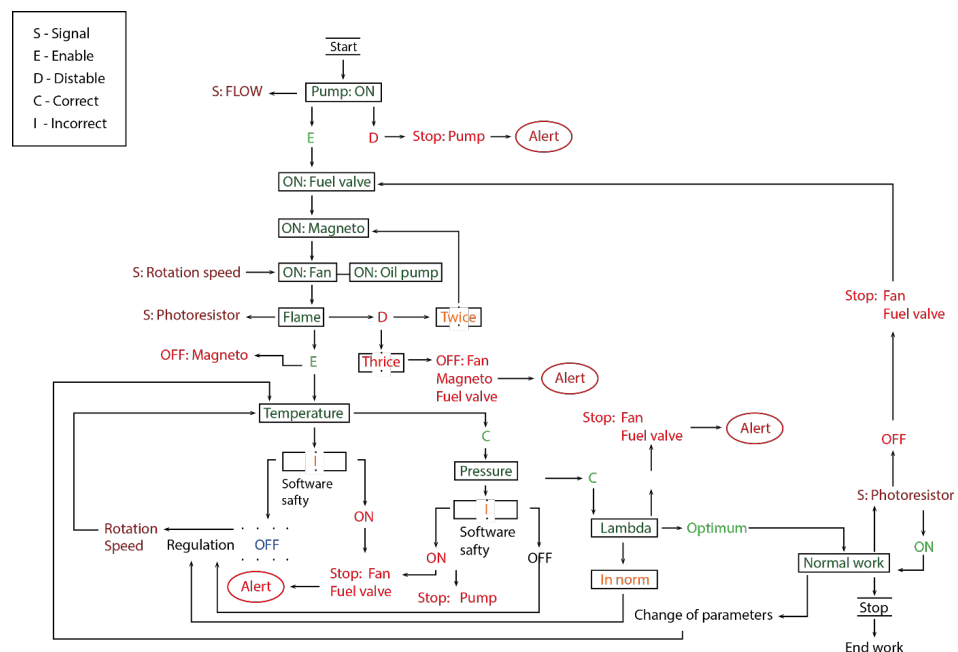 S - Signal
E - Enable
D - Distable
C - Correct
I - Incorrect
Start
S: FLOW
Pump: ON
E
D
Stop: Pump
Alert
ON: Fuel valve
ON: Magneto
S: Rotation speed
ON: Fan
ON: Oil pump
Stop: Fan
Fuel valve
S: Photoresistor
Flame
D
Twice
OFF: Magneto
E
Thrice
OFF: Fan
Magneto
Fuel valve
Alert
Temperature
Stop: Fan
Fuel valve
Alert
C
OFF
I
Software
safty
Pressure
C
S: Photoresistor
ON
I
Software
safty
Rotation
Speed
Regulation
OFF
ON
OFF
Lambda
Optimum
ON
Normal work
Alert
Stop: Fan
Fuel valve
Stop: Pump
In norm
Change of parameters
Stop
End work